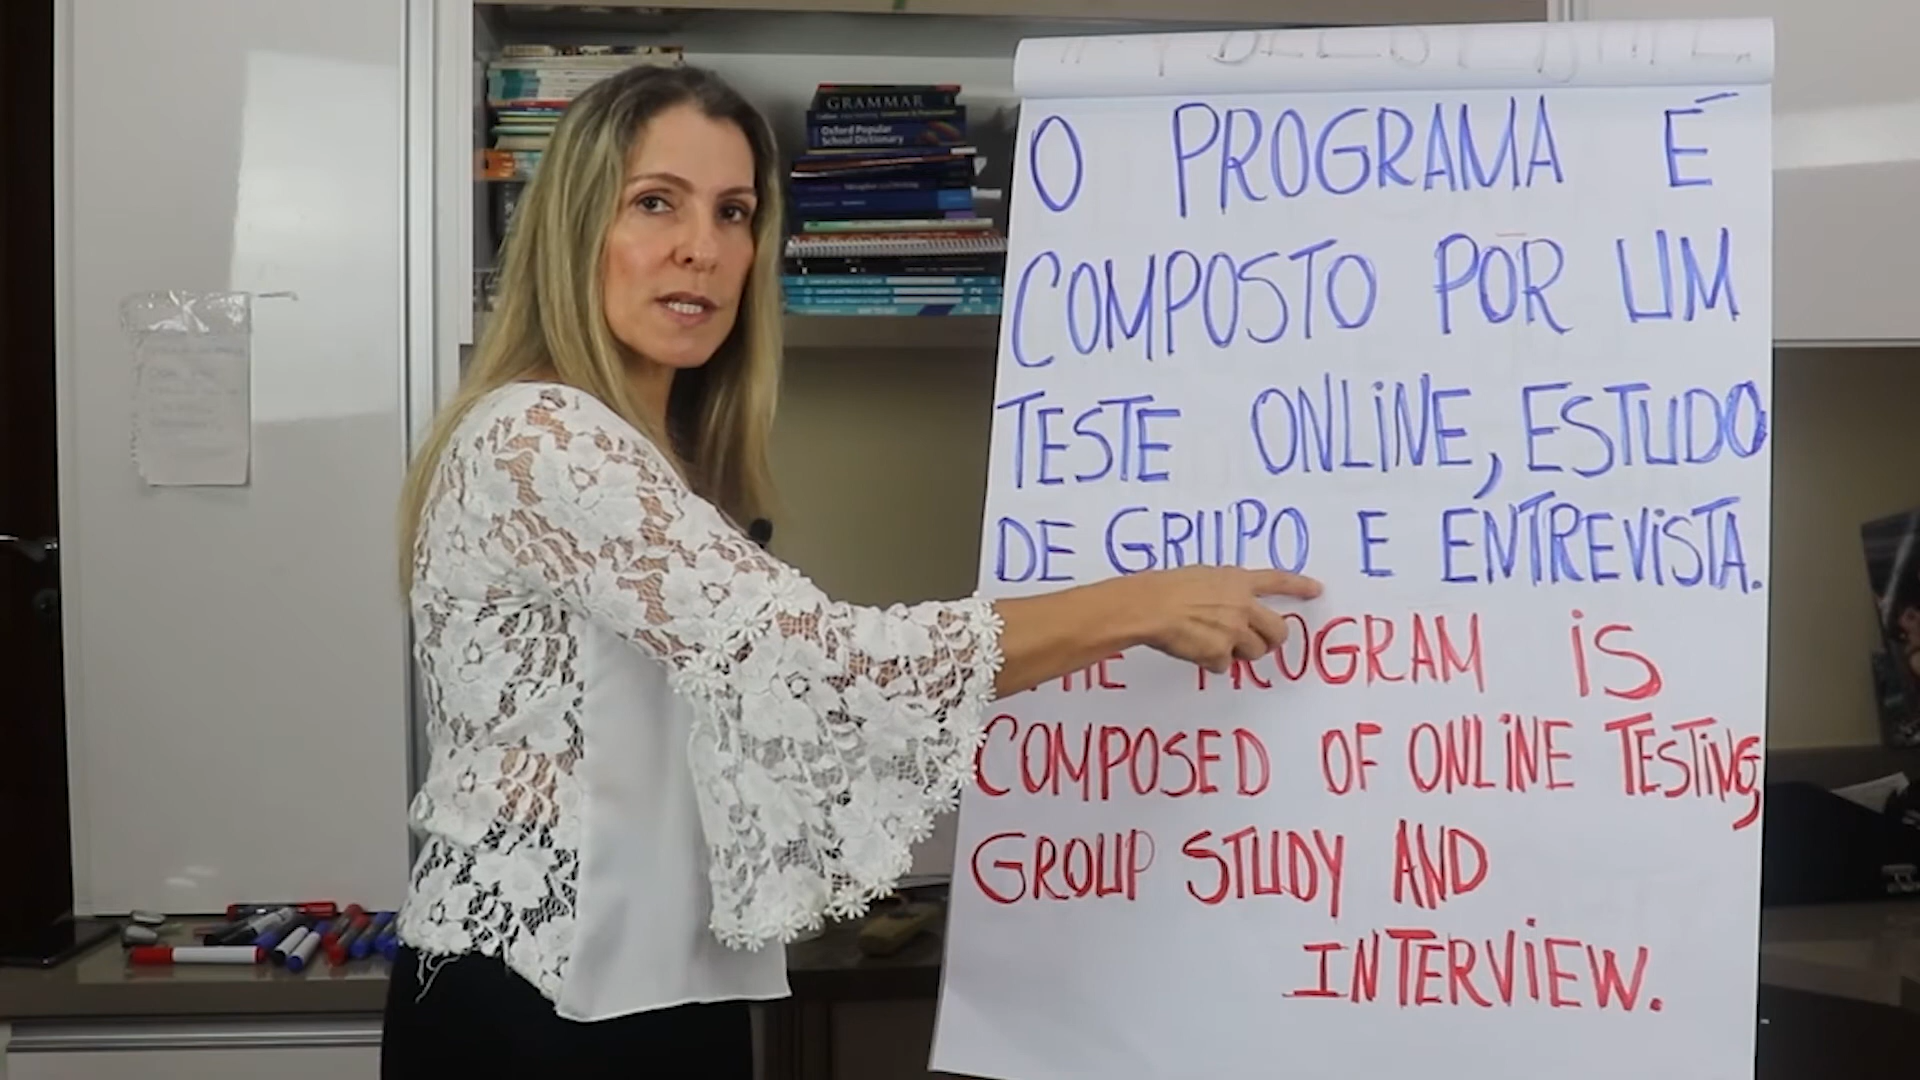 GRAMMAR
Oxford Popular
School Dictionary
O PROGRAMA É
COMPOSTO POR UM
TESTE ONLINE, ESTUDO
DE GRUPO E ENTREVISTA.
THE PROGRAM IS
COMPOSED OF ONLINE TESTING,
GROUP STUDY AND
INTERVIEW.